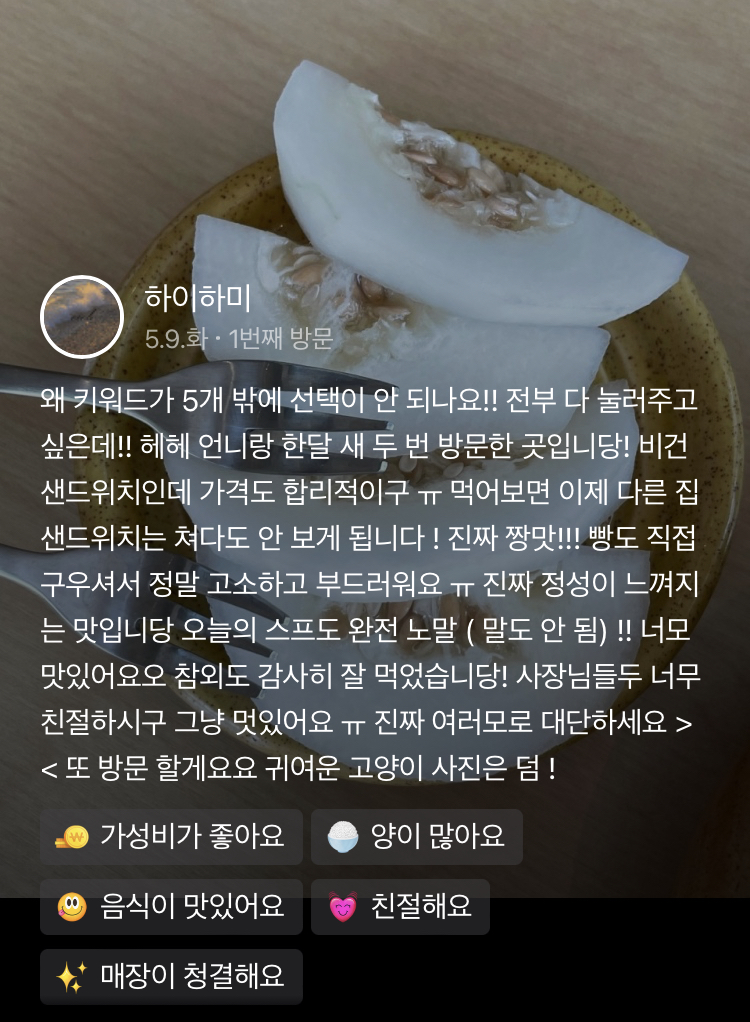 하이하미
5.9.화 · 1번째 방문
왜 키워드가 5개 밖에 선택이 안 되나요!! 전부 다 눌러주고
싶은데!! 헤헤 언니랑 한달 새 두 번 방문한 곳입니당! 비건
샌드위치인데 가격도 합리적이구 ㅠ 먹어보면 이제 다른 집
샌드위치는 쳐다도 안 보게 됩니다 ! 진짜 짱맛!!! 빵도 직접
구우셔서 정말 고소하고 부드러워요 ㅠ 진짜 정성이 느껴지
는 맛입니당 오늘의 스프도 완전 노말 ( 말도 안 됨) !! 너모
맛있어요오 참외도 감사히 잘 먹었습니당! 사장님들두 너무
친절하시구 그냥 멋있어요 ㅠ 진짜 여러모로 대단하세요 >
< 또 방문 할게요요 귀여운 고양이 사진은 덤 !
가성비가 좋아요
양이 많아요
음식이 맛있어요
친절해요
매장이 청결해요